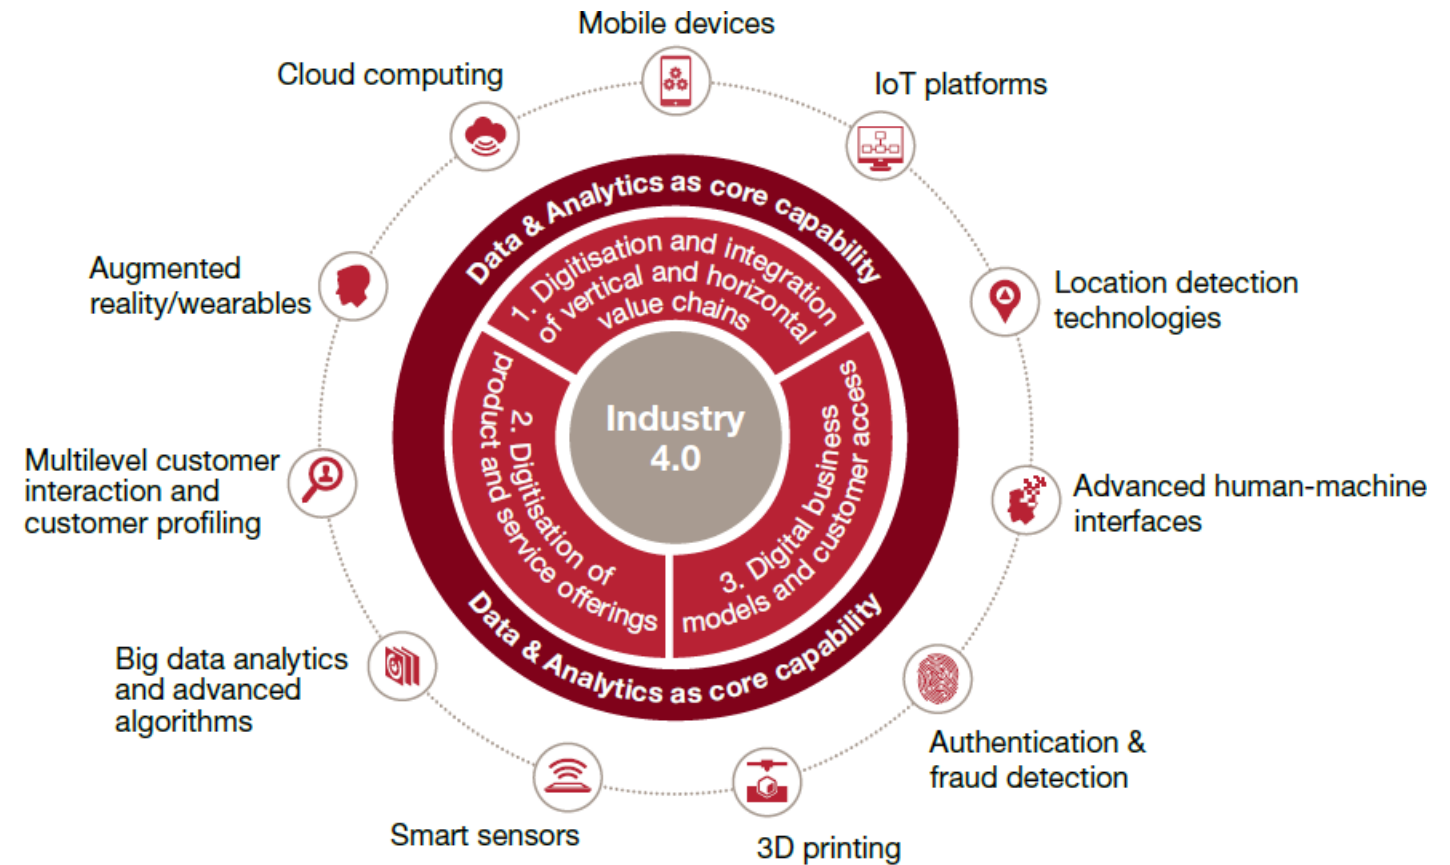 Mobile devices
Cloud computing
IoT platforms
Augmented
reality/wearables
Location detection
technologies
Multilevel customer
interaction and
customer profiling
Advanced human-machine
interfaces
Big data analytics
and advanced
algorithms
Authentication &
fraud detection
Smart sensors
3D printing
Data & Analytics as core capability
1. Digitisation and integration
of vertical and horizontal
value chains
2. Digitisation of
product and service offerings
3. Digital business
models and customer access
Industry
4.0
Data & Analytics as core capability